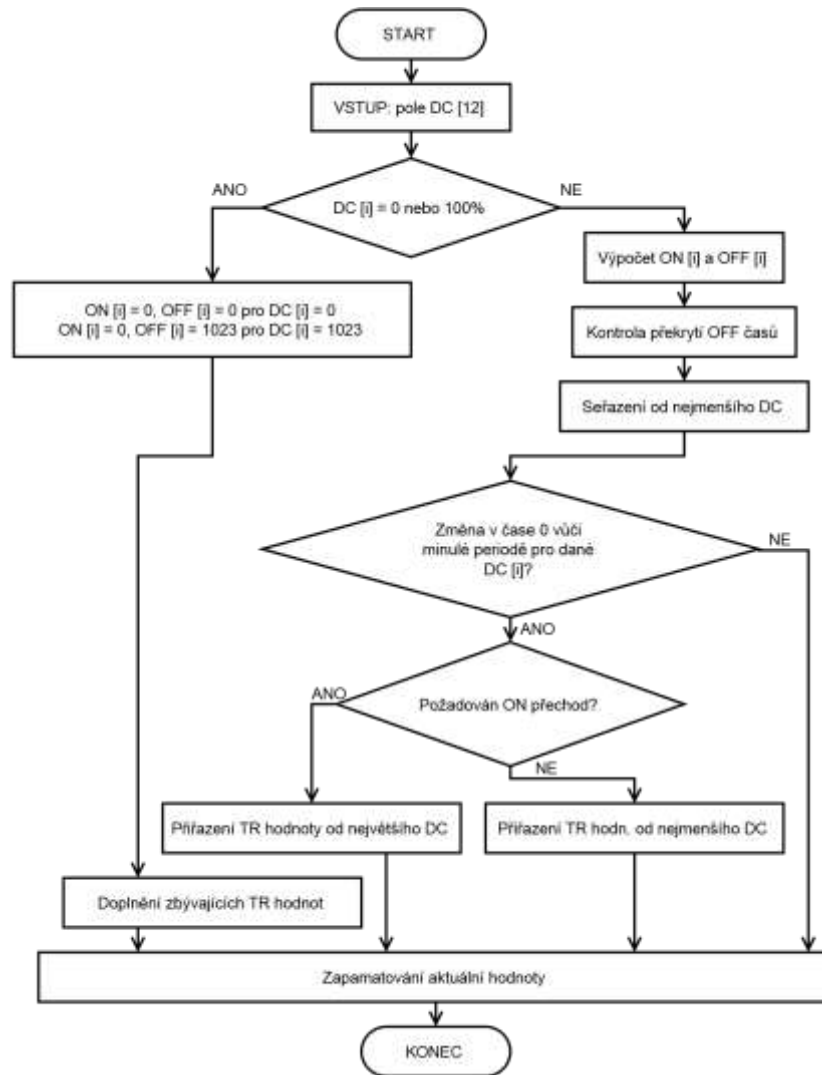 START
VSTUP: pole DC [12]
ANO
NE
DC [i] = 0 nebo 100%
Výpočet ON [i] a OFF [i]
ON [i] = 0, OFF [i] = 0 pro DC [i] = 0
ON [i] = 0, OFF [i] = 1023 pro DC [i] = 1023
Kontrola překrytí OFF časů
Seřazení od nejmenšího DC
Změna v čase 0 vůči
minulé periodě pro dané
DC [i]?
NE
ANO
ANO
Požadován ON přechod?
NE
Přiřazení TR hodnoty od největšího DC
Přiřazení TR hodn. od nejmenšího DC
Doplnění zbývajících TR hodnot
Zapamatování aktuální hodnoty
KONEC